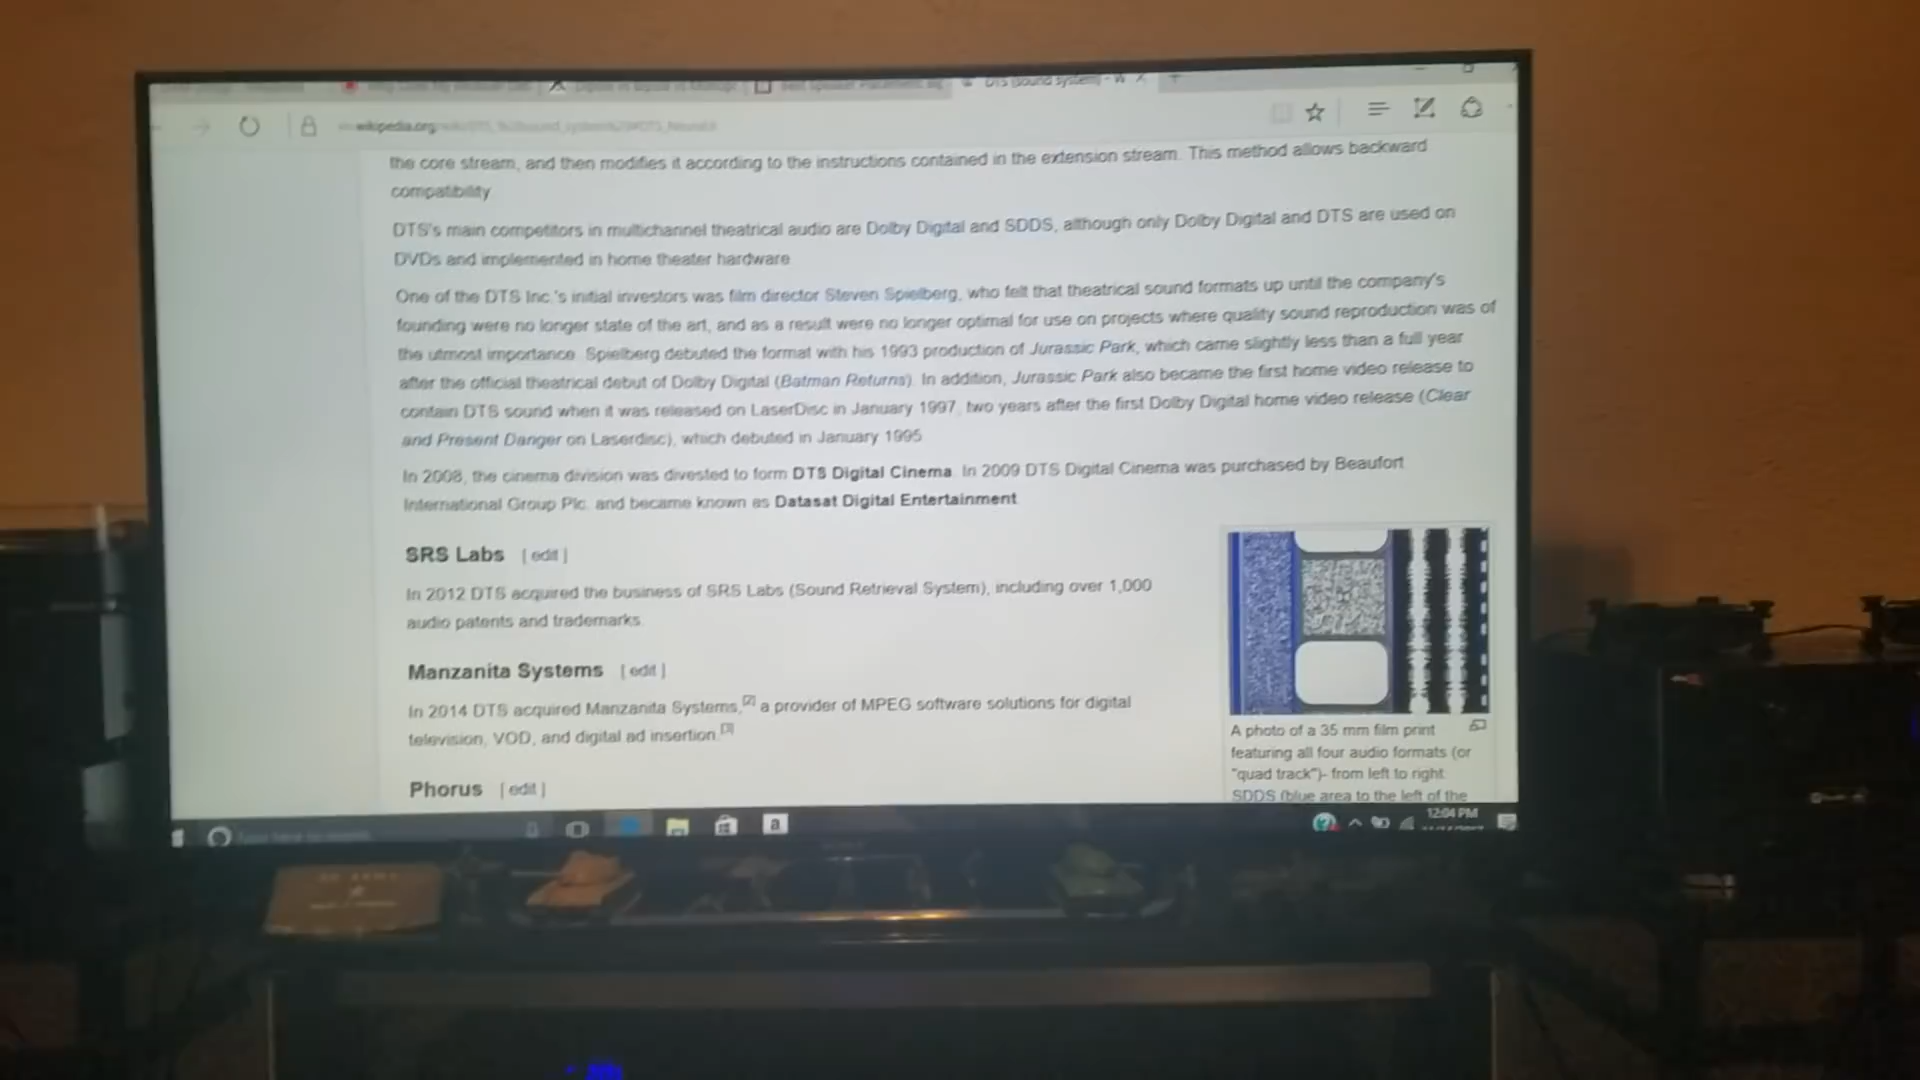 DTS (sound system) - W
wikipedia.org
the core stream, and then modifies it according to the instructions contained in the extension stream. This method allows backward
compatibility
DTS's main competitors in multichannel theatrical audio are Dolby Digital and SDDS, although only Dolby Digital and DTS are used on
DVDs and implemented in home theater hardware
One of the DTS Inc.'s initial investors was film director Steven Spielberg, who felt that theatrical sound formats up until the company's
founding were no longer state of the art, and as a result were no longer optimal for use on projects where quality sound reproduction was of
the utmost importance. Spielberg debuted the format with his 1993 production of Jurassic Park, which came slightly less than a full year
after the official theatrical debut of Dolby Digital (Batman Returns). In addition, Jurassic Park also became the first home video release to
contain DTS sound when it was released on LaserDisc in January 1997, two years after the first Dolby Digital home video release (Clear
and Present Danger on Laserdisc), which debuted in January 1995
In 2008, the cinema division was divested to form DTS Digital Cinema. In 2009 DTS Digital Cinema was purchased by Beaufort
International Group Plc. and became known as Datasat Digital Entertainment
SRS Labs [ edit ]
In 2012 DTS acquired the business of SRS Labs (Sound Retrieval System), including over 1,000
audio patents and trademarks.
Manzanita Systems [ edit ]
In 2014 DTS acquired Manzanita Systems,[2] a provider of MPEG software solutions for digital
television, VOD, and digital ad insertion.[3]
Phorus [ edit ]
A photo of a 35 mm film print
featuring all four audio formats (or
"quad track")- from left to right:
SDDS (blue area to the left of the
a
12:04 PM